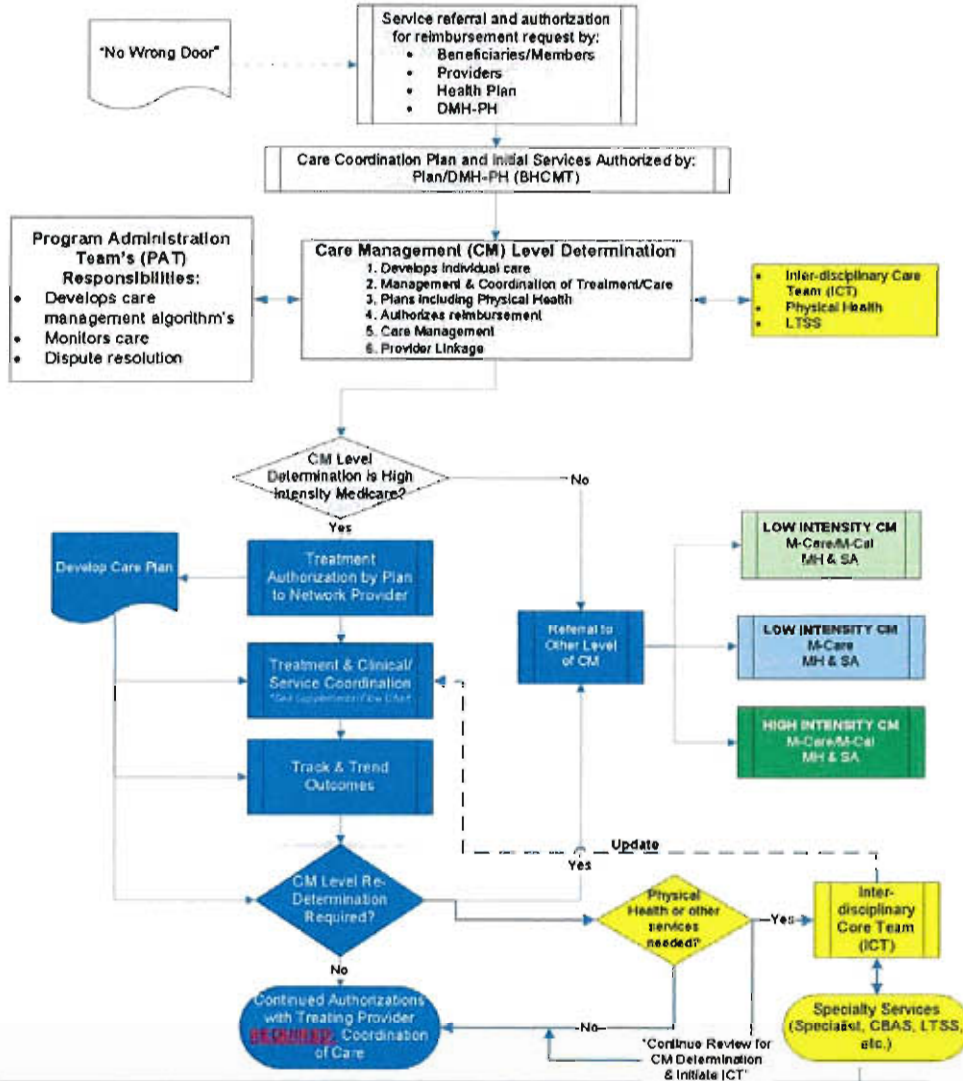 "No Wrong Door"
Service referral and authorization
for reimbursement request by:
• Beneficiaries/Members
• Providers
• Health Plan
• DMH-PH
Care Coordination Plan and Initial Services Authorized by:
Plan/DMH-PH (BHCMT)
Program Administration
Team's (PAT)
Responsibilities:
• Develops care
management algorithm's
• Monitors care
• Dispute resolution
Care Management (CM) Level Determination
1. Develops individual care
2. Management & Coordination of Treatment/Care
3. Plans including Physical Health
4. Authorizes reimbursement
5. Care Management
6. Provider Linkage
• Inter-disciplinary Care
Team (ICT)
• Physical Health
• LTSS
CM Level
Determination is High
Intensity Medicare?
No
Yes
Develop Care Plan
Treatment
Authorization by Plan
to Network Provider
Treatment & Clinical/
Service Coordination
*See Supplemental Flow Chart
Track & Trend
Outcomes
Referral to
Other Level
of CM
LOW INTENSITY CM
M-Care/M-Cal
MH & SA
LOW INTENSITY CM
M-Care
MH & SA
HIGH INTENSITY CM
M-Care/M-Cal
MH & SA
Update
Yes
CM Level Re-
Determination
Required?
Physical
Health or other
services
needed?
Yes
Inter-
disciplinary
Core Team
(ICT)
No
Continued Authorizations
with Treating Provider
REQUIRED: Coordination
of Care
No
"Continue Review for
CM Determination
& Initiate ICT"
Specialty Services
(Specialist, CBAS, LTSS,
etc.)